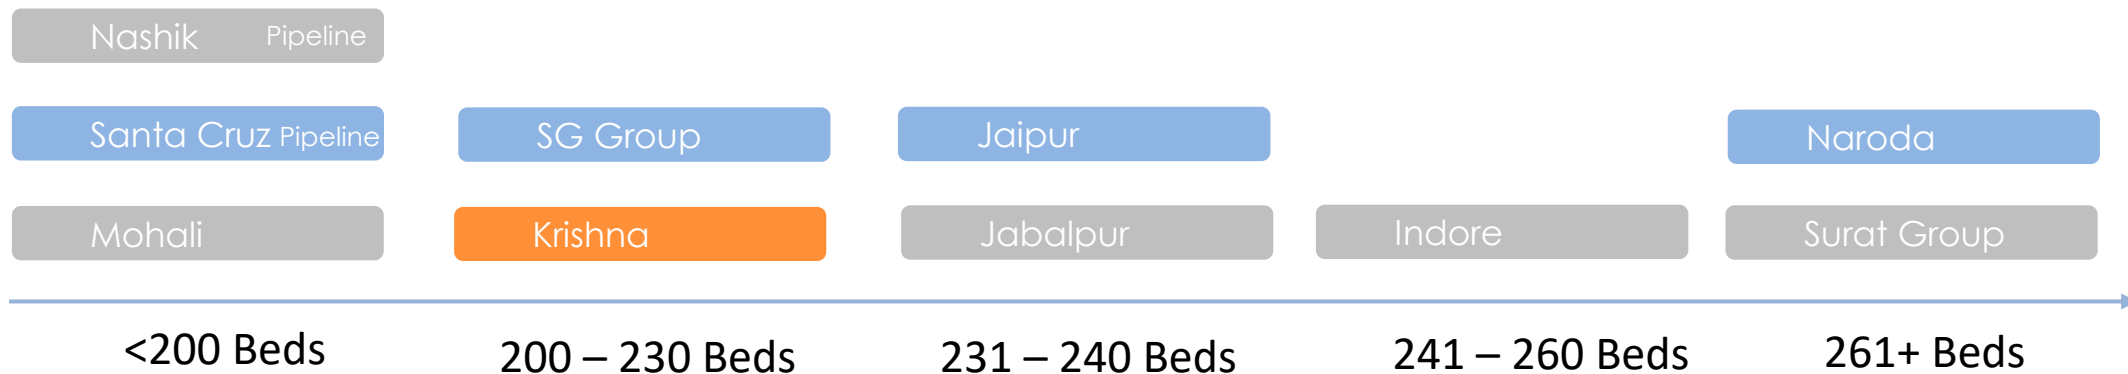 Nashik Pipeline
Santa Cruz Pipeline
SG Group
Jaipur
Naroda
Mohali
Krishna
Jabalpur
Indore
Surat Group
<200 Beds
200 – 230 Beds
231 – 240 Beds
241 – 260 Beds
261+ Beds